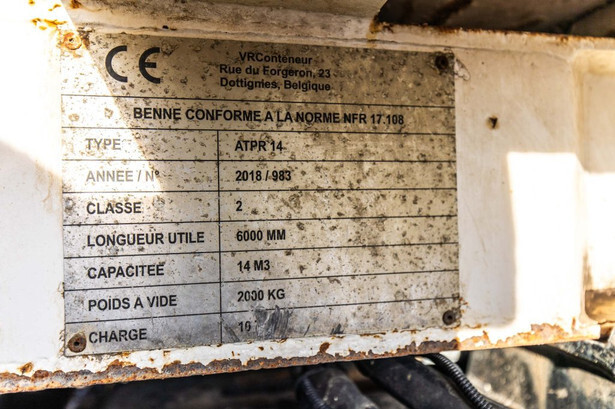 CE
VRConteneur
Rue du Forgeron, 23
Dottignies, Belgique
BENNE CONFORME A LA NORME NFR 17.108
TYPE ATPR 14
ANNEE / N° 2018 / 983
CLASSE 2
LONGUEUR UTILE 6000 MM
CAPACITEE 14 M3
POIDS A VIDE 2000 KG
CHARGE